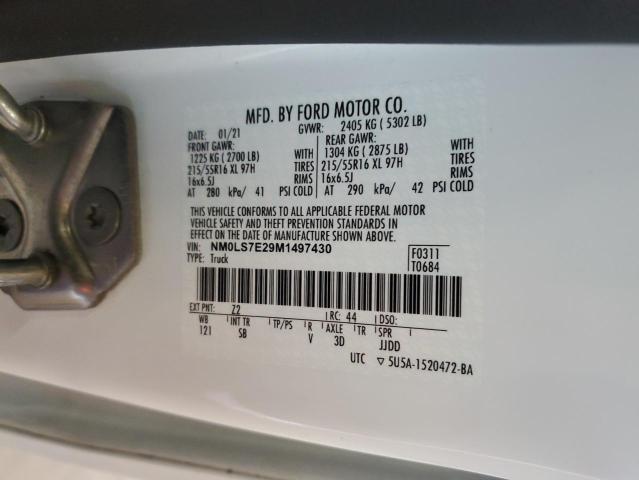 MFD. BY FORD MOTOR CO.
01/21 GVWR: 2405 KG ( 5302 LB)
FRONT GAWR: REAR GAWR:
1225 KG ( 2700 LB) WITH 1304 KG ( 2875 LB) WITH
215/55R16 XL 97H TIRES 215/55R16 XL 97H TIRES
16x6.5J RIMS 16x6.5J RIMS
AT 280 kPa/ 41 PSI COLD AT 290 kPa/ 42 PSI COLD
THIS VEHICLE CONFORMS TO ALL APPLICABLE FEDERAL MOTOR
VEHICLE SAFETY AND THEFT PREVENTION STANDARDS IN
EFFECT ON THE DATE OF MANUFACTURE SHOWN ABOVE.
VIN: NM0LS7E29M1497430 F0311
TYPE: Truck T0684
EXT PNT: Z2 RC: 44 DSO:
WB INT TR TP/PS R AXLE TR SPR
121 SB V 3D JJDD
UTC ▽ 5U5A-1520472-BA